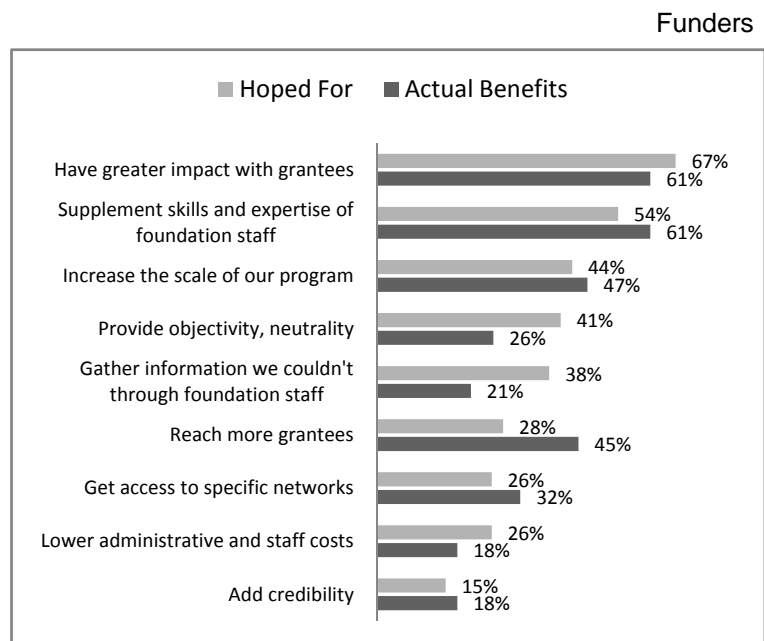 Funders
Hoped For Actual Benefits
Have greater impact with grantees
67%
61%
Supplement skills and expertise of
foundation staff
54%
61%
Increase the scale of our program
44%
47%
Provide objectivity, neutrality
41%
26%
Gather information we couldn't
through foundation staff
38%
21%
Reach more grantees
28%
45%
Get access to specific networks
26%
32%
Lower administrative and staff costs
26%
18%
Add credibility
15%
18%